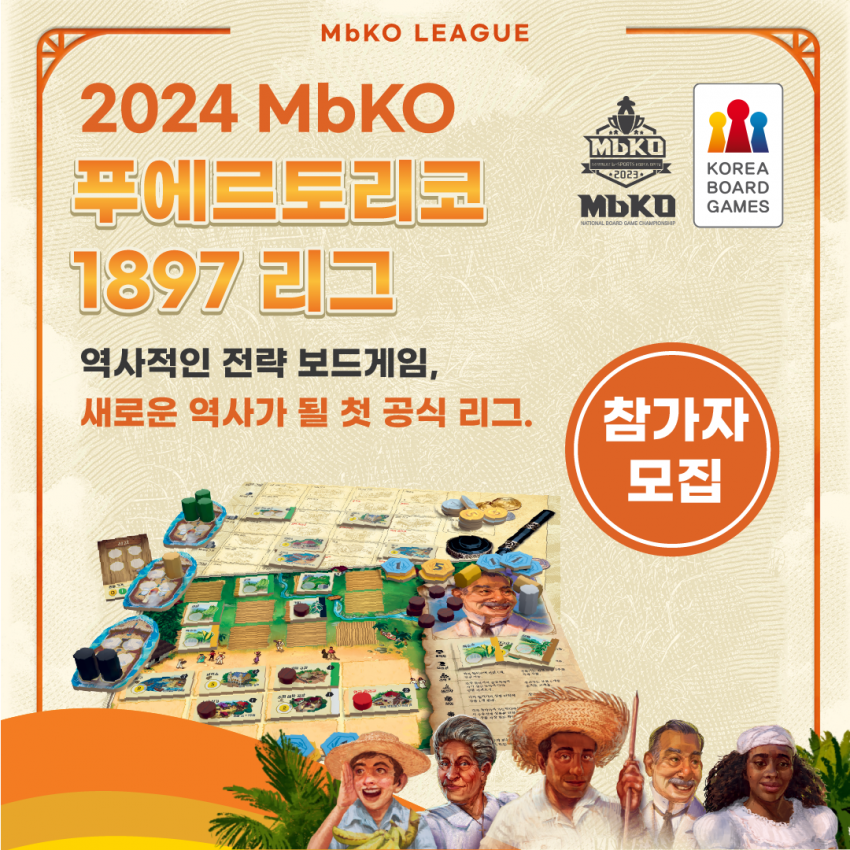 MbKO LEAGUE
2024 MbKO
푸에르토리코
1897 리그
MbKO
2023
MbKO
NATIONAL BOARD GAME CHAMPIONSHIP
KOREA
BOARD
GAMES
역사적인 전략 보드게임,
새로운 역사가 될 첫 공식 리그.
참가자
모집
1
5